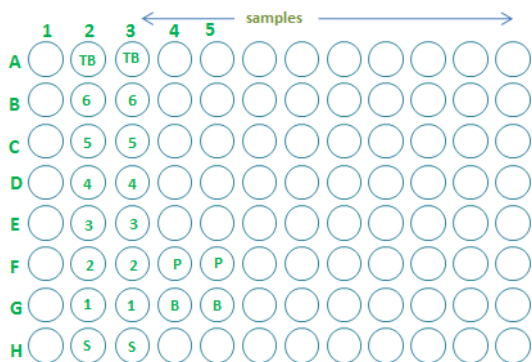 samples
1 2 3 4 5
A TB TB
B 6 6
C 5 5
D 4 4
E 3 3
F 2 2 P P
G 1 1 B B
H S S